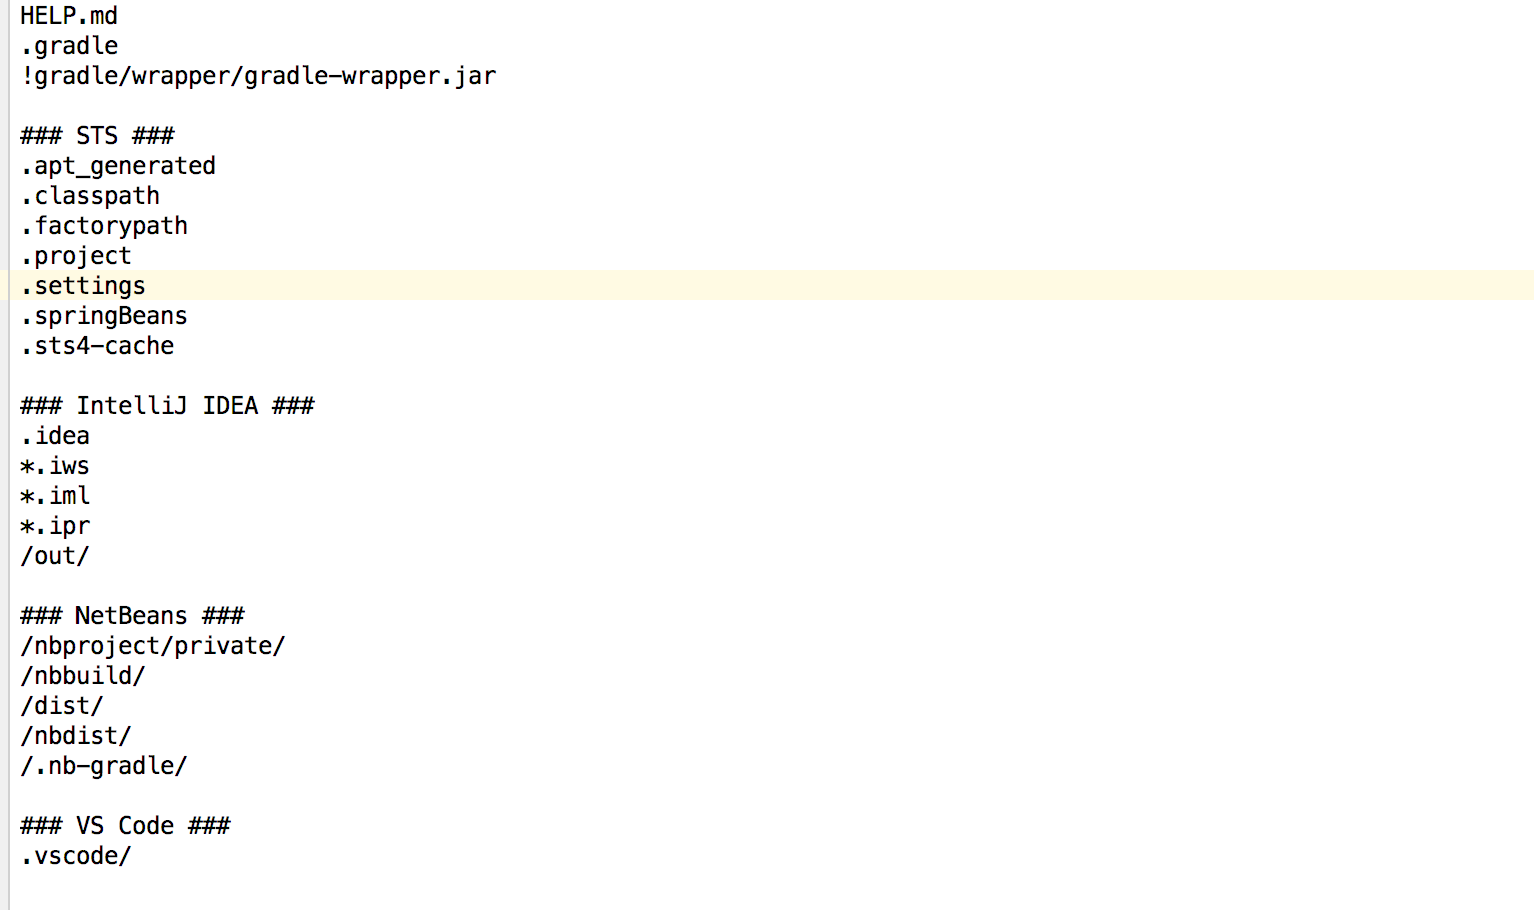 HELP.md
.gradle
!gradle/wrapper/gradle-wrapper.jar
### STS ###
.apt_generated
.classpath
.factorypath
.project
.settings
.springBeans
.sts4-cache
### IntelliJ IDEA ###
.idea
*.iws
*.iml
*.ipr
/out/
### NetBeans ###
/nbproject/private/
/nbbuild/
/dist/
/nbdist/
/.nb-gradle/
### VS Code ###
.vscode/